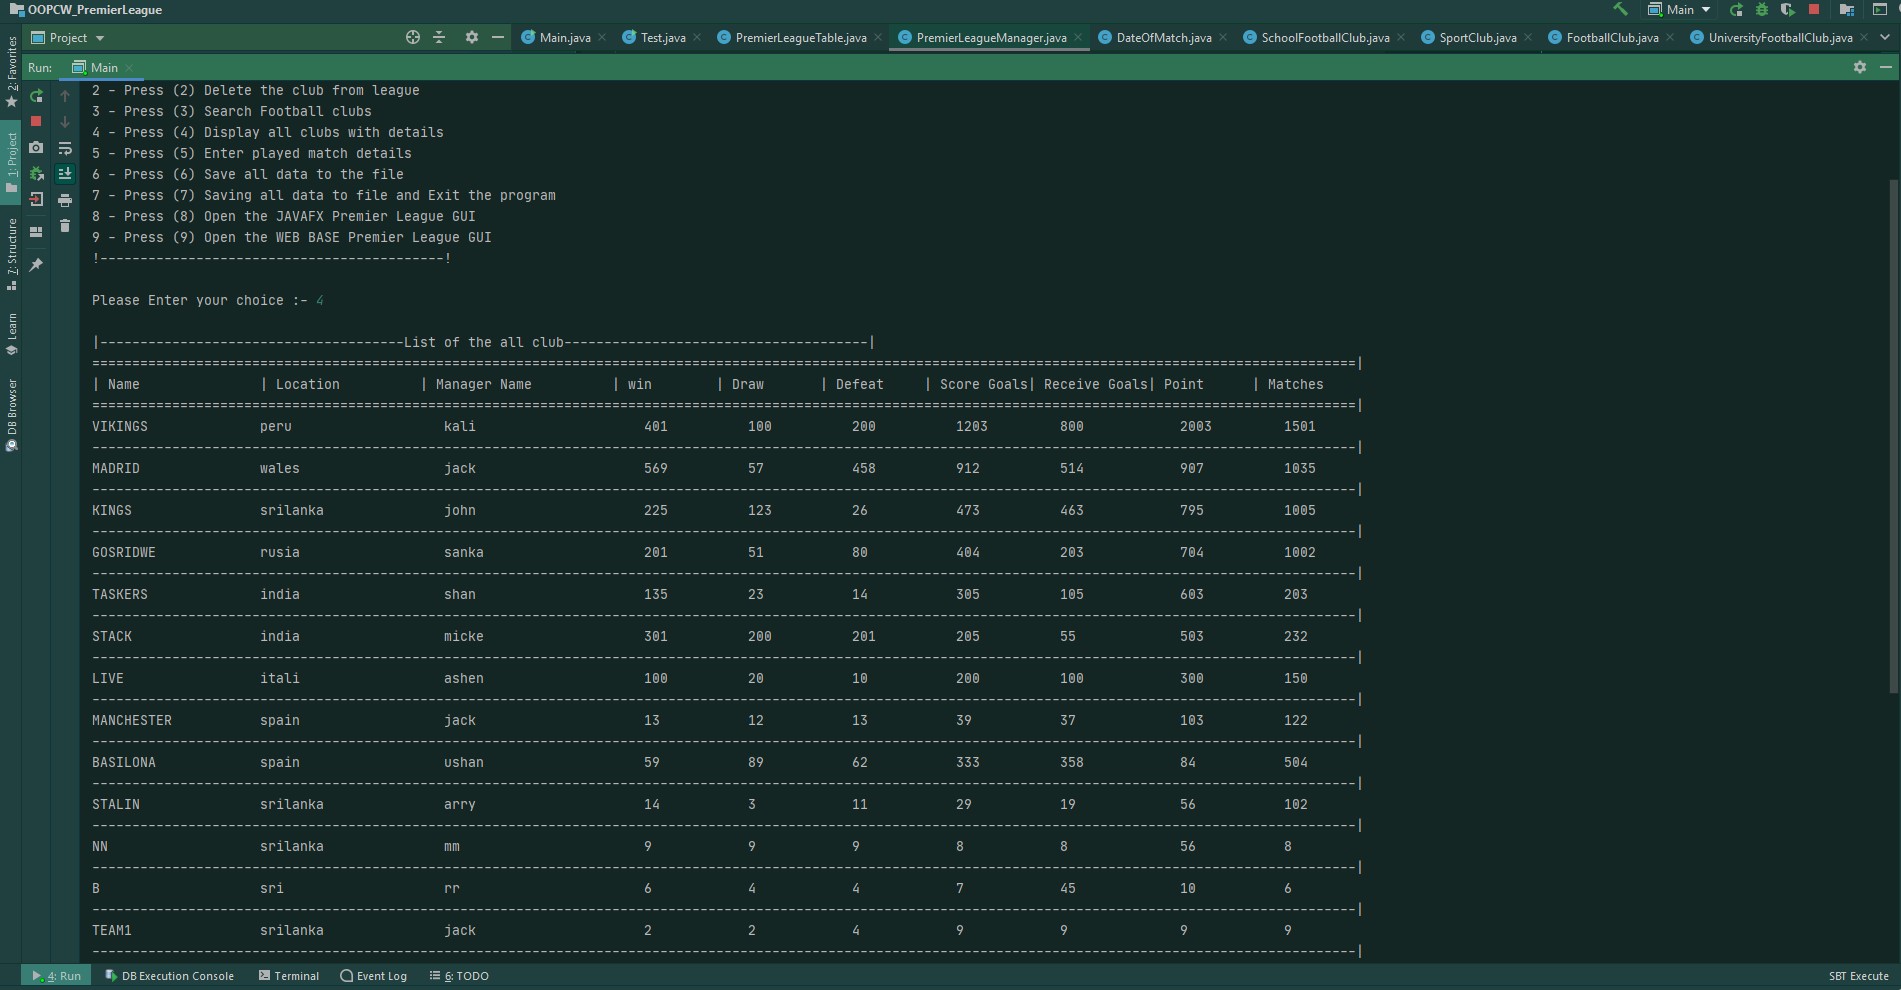 OOPCW_PremierLeague
Main
Project
Main.java
Test.java
PremierLeagueTable.java
PremierLeagueManager.java
DateOfMatch.java
SchoolFootballClub.java
SportClub.java
FootballClub.java
UniversityFootballClub.java
Run: Main
2: Favorites
1: Project
7: Structure
Learn
DB Browser
2 - Press (2) Delete the club from league
3 - Press (3) Search Football clubs
4 - Press (4) Display all clubs with details
5 - Press (5) Enter played match details
6 - Press (6) Save all data to the file
7 - Press (7) Saving all data to file and Exit the program
8 - Press (8) Open the JAVAFX Premier League GUI
9 - Press (9) Open the WEB BASE Premier League GUI
!-------------------------------------------!
Please Enter your choice :- 4
|--------------------------------------List of the all club--------------------------------------|
| Name | Location | Manager Name | win | Draw | Defeat | Score Goals| Receive Goals| Point | Matches
VIKINGS peru kali 401 100 200 1203 800 2003 1501
MADRID wales jack 569 57 458 912 514 907 1035
KINGS srilanka john 225 123 26 473 463 795 1005
GOSRIDWE rusia sanka 201 51 80 404 203 704 1002
TASKERS india shan 135 23 14 305 105 603 203
STACK india micke 301 200 201 205 55 503 232
LIVE itali ashen 100 20 10 200 100 300 150
MANCHESTER spain jack 13 12 13 39 37 103 122
BASILONA spain ushan 59 89 62 333 358 84 504
STALIN srilanka arry 14 3 11 29 19 56 102
NN srilanka mm 9 9 9 8 8 56 8
B sri rr 6 4 4 7 45 10 6
TEAM1 srilanka jack 2 2 4 9 9 9 9
4: Run
DB Execution Console
Terminal
Event Log
6: TODO
SBT Execute